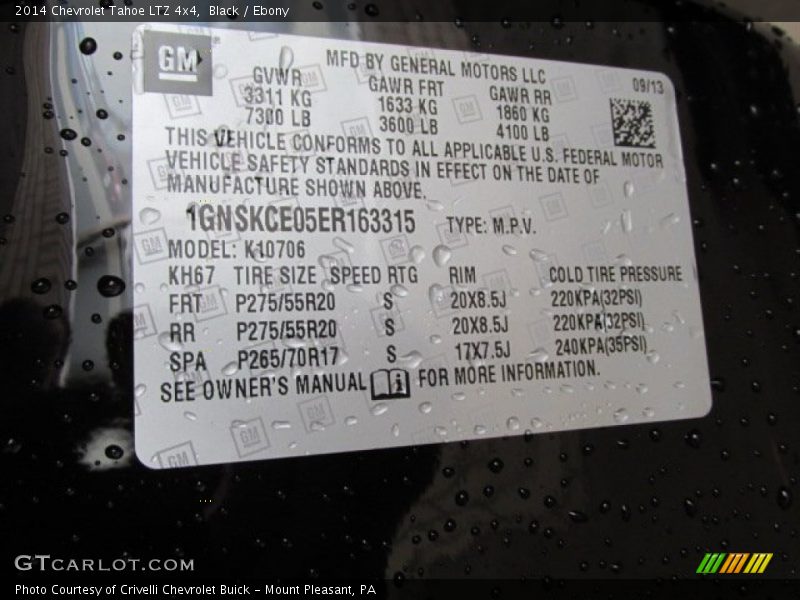 2014 Chevrolet Tahoe LTZ 4x4, Black / Ebony
GM
MFD BY GENERAL MOTORS LLC
09/13
GVWR GAWR FRT GAWR RR
3311 KG 1633 KG 1860 KG
7300 LB 3600 LB 4100 LB
THIS VEHICLE CONFORMS TO ALL APPLICABLE U.S. FEDERAL MOTOR
VEHICLE SAFETY STANDARDS IN EFFECT ON THE DATE OF
MANUFACTURE SHOWN ABOVE.
1GNSKCE05ER163315 TYPE: M.P.V.
MODEL: K10706
KH67 TIRE SIZE SPEED RTG RIM COLD TIRE PRESSURE
FRT P275/55R20 S 20X8.5J 220KPA(32PSI)
RR P275/55R20 S 20X8.5J 220KPA(32PSI)
SPA P265/70R17 S 17X7.5J 240KPA(35PSI)
SEE OWNER'S MANUAL FOR MORE INFORMATION.
GTCARLOT.COM
Photo Courtesy of Crivelli Chevrolet Buick - Mount Pleasant, PA